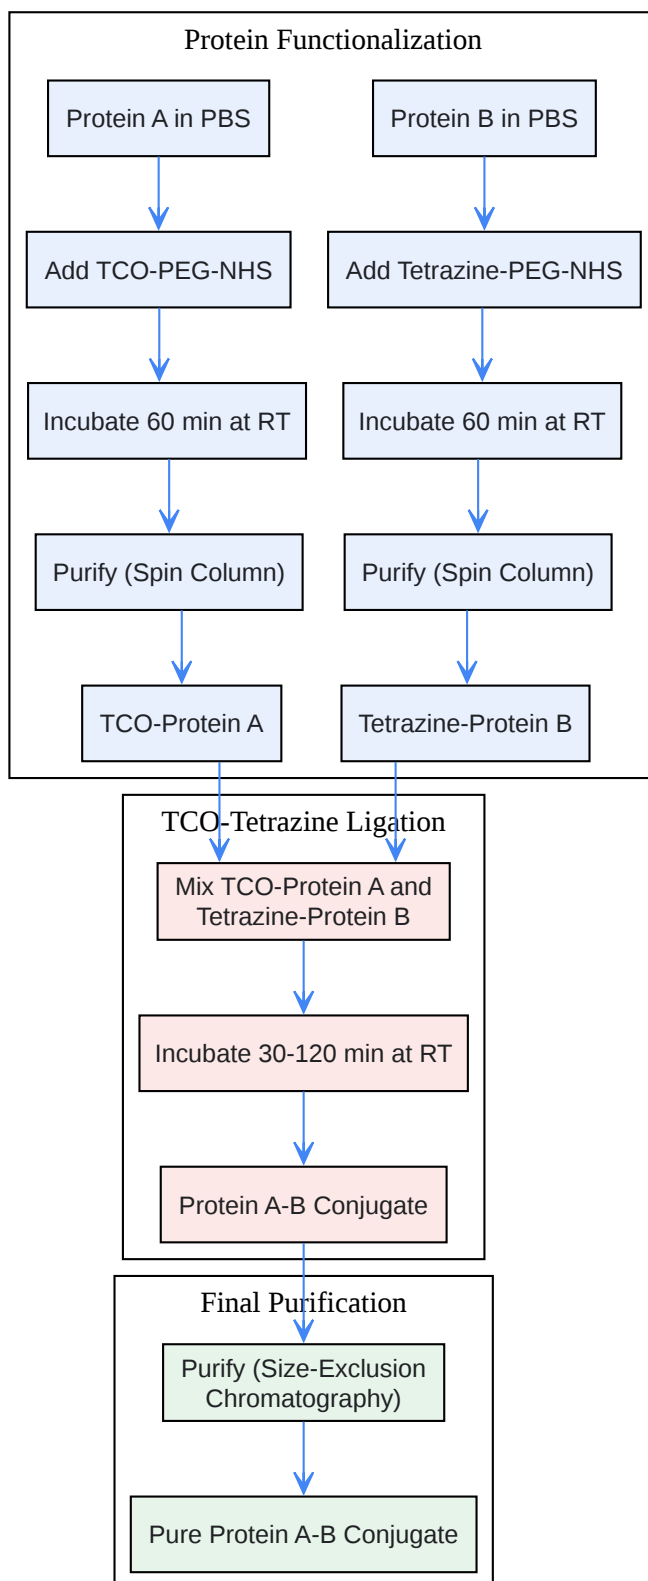 Protein Functionalization
Protein A in PBS
Protein B in PBS
Add TCO-PEG-NHS
Add Tetrazine-PEG-NHS
Incubate 60 min at RT
Incubate 60 min at RT
Purify (Spin Column)
Purify (Spin Column)
TCO-Protein A
Tetrazine-Protein B
TCO-Tetrazine Ligation
Mix TCO-Protein A and
Tetrazine-Protein B
Incubate 30-120 min at RT
Protein A-B Conjugate
Final Purification
Purify (Size-Exclusion
Chromatography)
Pure Protein A-B Conjugate